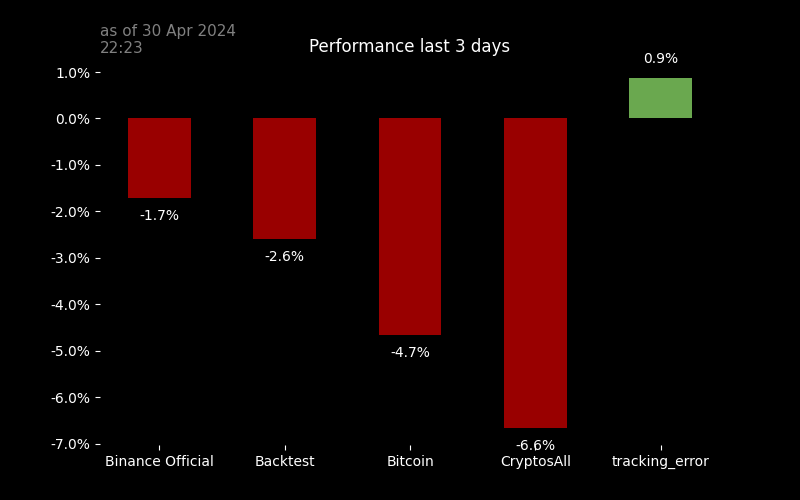 as of 30 Apr 2024
22:23
Performance last 3 days
0.9%
1.0%
0.0%
-1.0%
-2.0%
-3.0%
-4.0%
-5.0%
-6.0%
-7.0%
-1.7%
-2.6%
-4.7%
-6.6%
Binance Official
Backtest
Bitcoin
CryptosAll
tracking_error